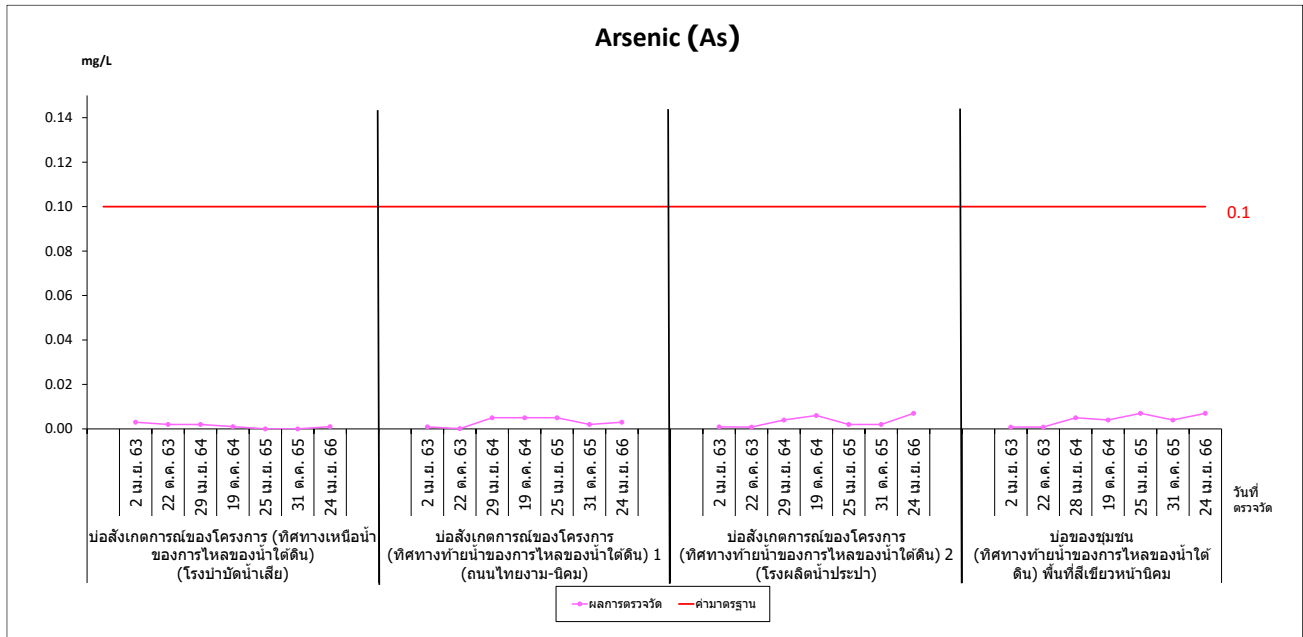 Arsenic (As)
mg/L
0.14
0.12
0.10
0.08
0.06
0.04
0.02
0.00
0.1
2 เม.ย. 63
22 ต.ค. 63
29 เม.ย. 64
19 ต.ค. 64
25 เม.ย. 65
31 ต.ค. 65
24 เม.ย. 66
2 เม.ย. 63
22 ต.ค. 63
29 เม.ย. 64
19 ต.ค. 64
25 เม.ย. 65
31 ต.ค. 65
24 เม.ย. 66
2 เม.ย. 63
22 ต.ค. 63
29 เม.ย. 64
19 ต.ค. 64
25 เม.ย. 65
31 ต.ค. 65
24 เม.ย. 66
2 เม.ย. 63
22 ต.ค. 63
28 เม.ย. 64
19 ต.ค. 64
25 เม.ย. 65
31 ต.ค. 65
24 เม.ย. 66
วันที่
ตรวจวัด
บ่อสังเกตการณ์ของโครงการ (ทิศทางเหนือน้ำ
ของการไหลของน้ำใต้ดิน)
(โรงบำบัดน้ำเสีย)
บ่อสังเกตการณ์ของโครงการ
(ทิศทางท้ายน้ำของการไหลของน้ำใต้ดิน) 1
(ถนนไทยงาม-นิคม)
บ่อสังเกตการณ์ของโครงการ
(ทิศทางท้ายน้ำของการไหลของน้ำใต้ดิน) 2
(โรงผลิตน้ำประปา)
บ่อของชุมชน
(ทิศทางท้ายน้ำของการไหลของน้ำใต้
ดิน) พื้นที่สีเขียวหน้านิคม
ผลการตรวจวัด
ค่ามาตรฐาน